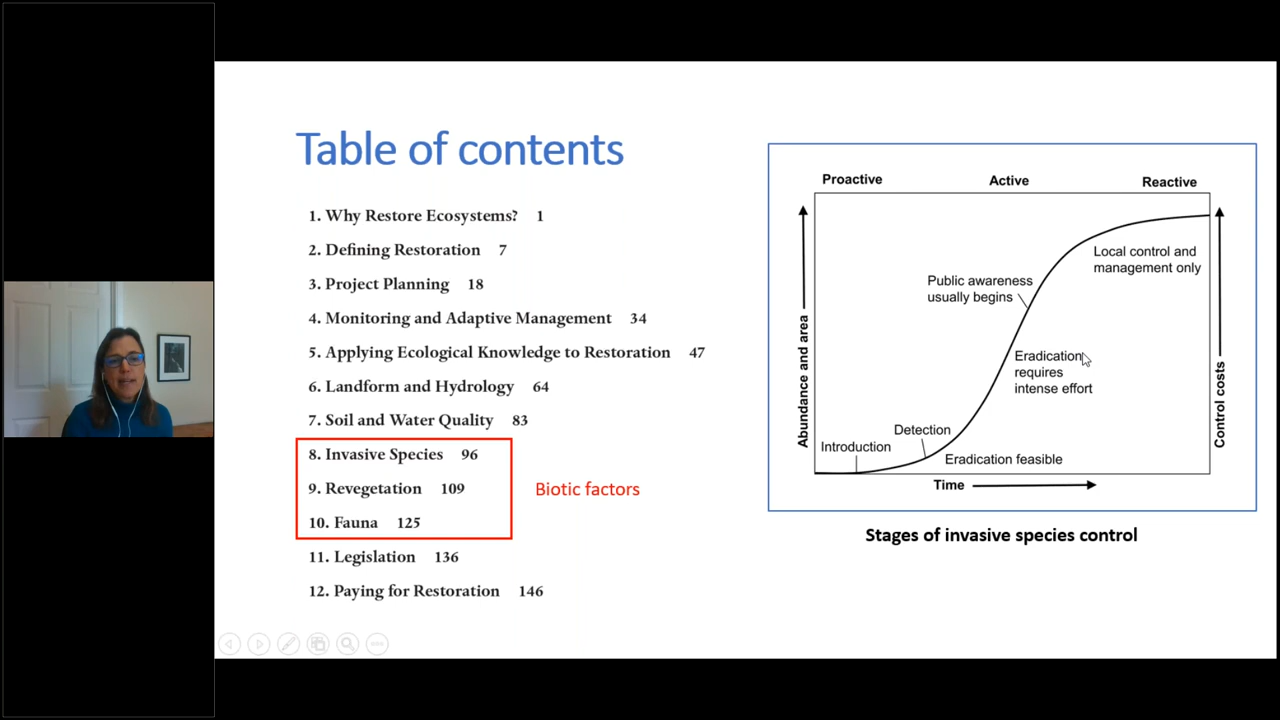 Table of contents
1. Why Restore Ecosystems? 1
2. Defining Restoration 7
3. Project Planning 18
4. Monitoring and Adaptive Management 34
5. Applying Ecological Knowledge to Restoration 47
6. Landform and Hydrology 64
7. Soil and Water Quality 83
8. Invasive Species 96
9. Revegetation 109
10. Fauna 125
Biotic factors
11. Legislation 136
12. Paying for Restoration 146
Proactive
Active
Reactive
Abundance and area
Control costs
Local control and
management only
Public awareness
usually begins
Eradication
requires
intense effort
Detection
Introduction
Eradication feasible
Time
Stages of invasive species control